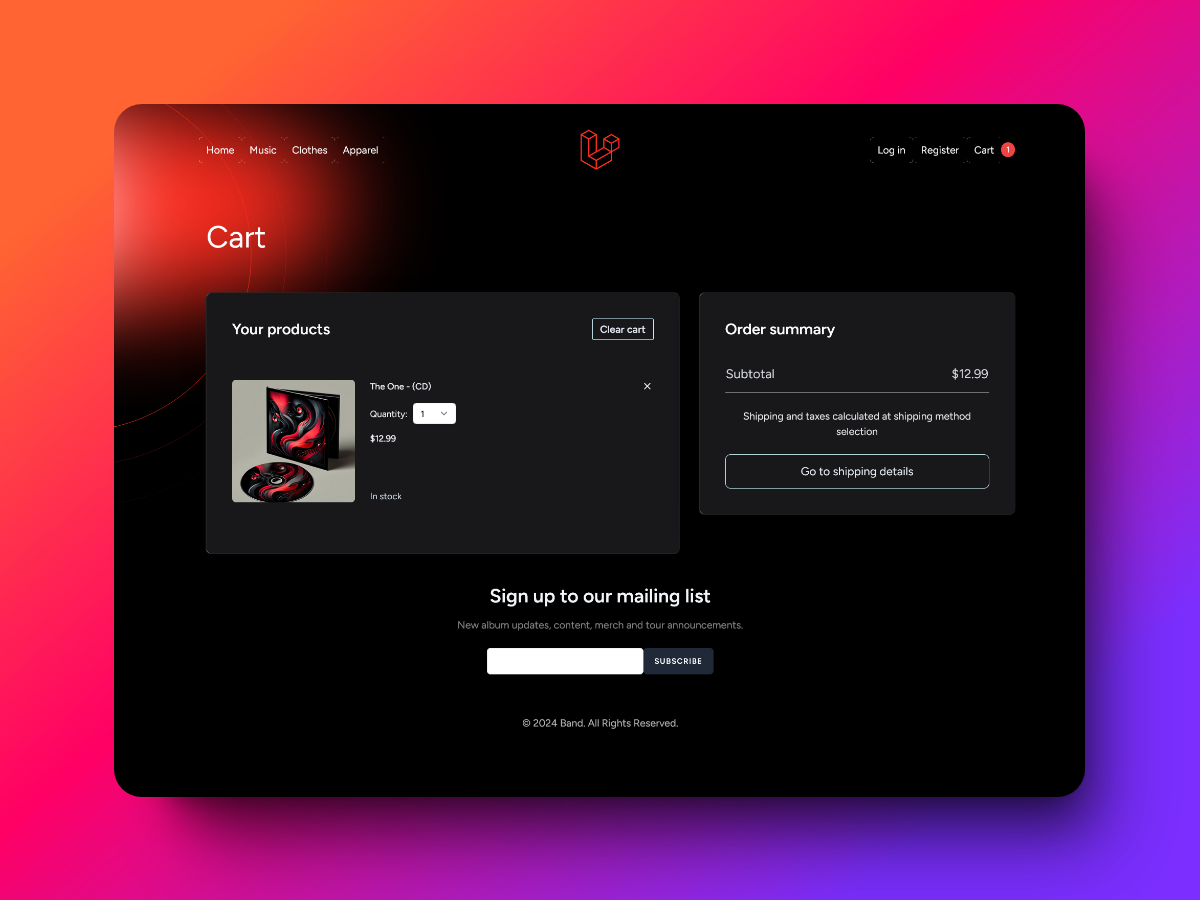 Home Music Clothes Apparel
Log in Register Cart 1
Cart
Your products
Clear cart
The One - (CD)
Quantity: 1
$12.99
In stock
Order summary
Subtotal $12.99
Shipping and taxes calculated at shipping method
selection
Go to shipping details
Sign up to our mailing list
New album updates, content, merch and tour announcements.
SUBSCRIBE
© 2024 Band. All Rights Reserved.